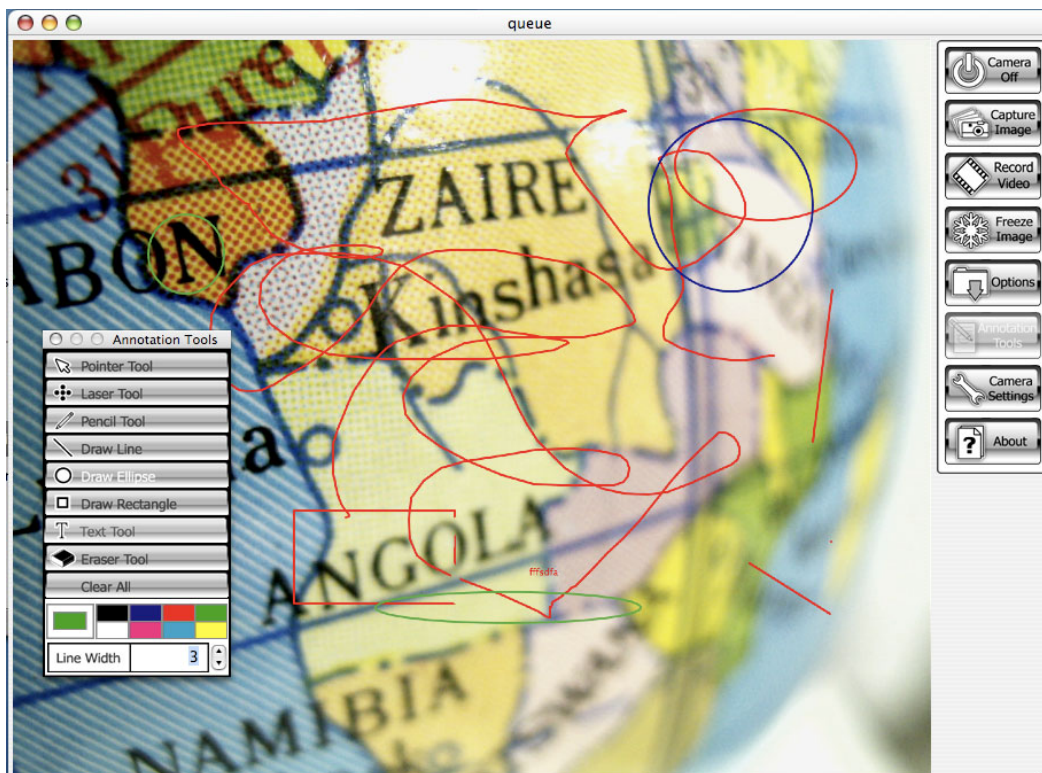 queue
Camera
Off
Capture
Image
Record
Video
Freeze
Image
Options
Annotation
Tools
Camera
Settings
About
ZAIRE
Kinshasa
ABON
Annotation Tools
Pointer Tool
Laser Tool
Pencil Tool
Draw Line
Draw Ellipse
Draw Rectangle
Text Tool
Eraser Tool
Clear All
Line Width 3
ANGOLA
fffsdfa
NAMIBIA